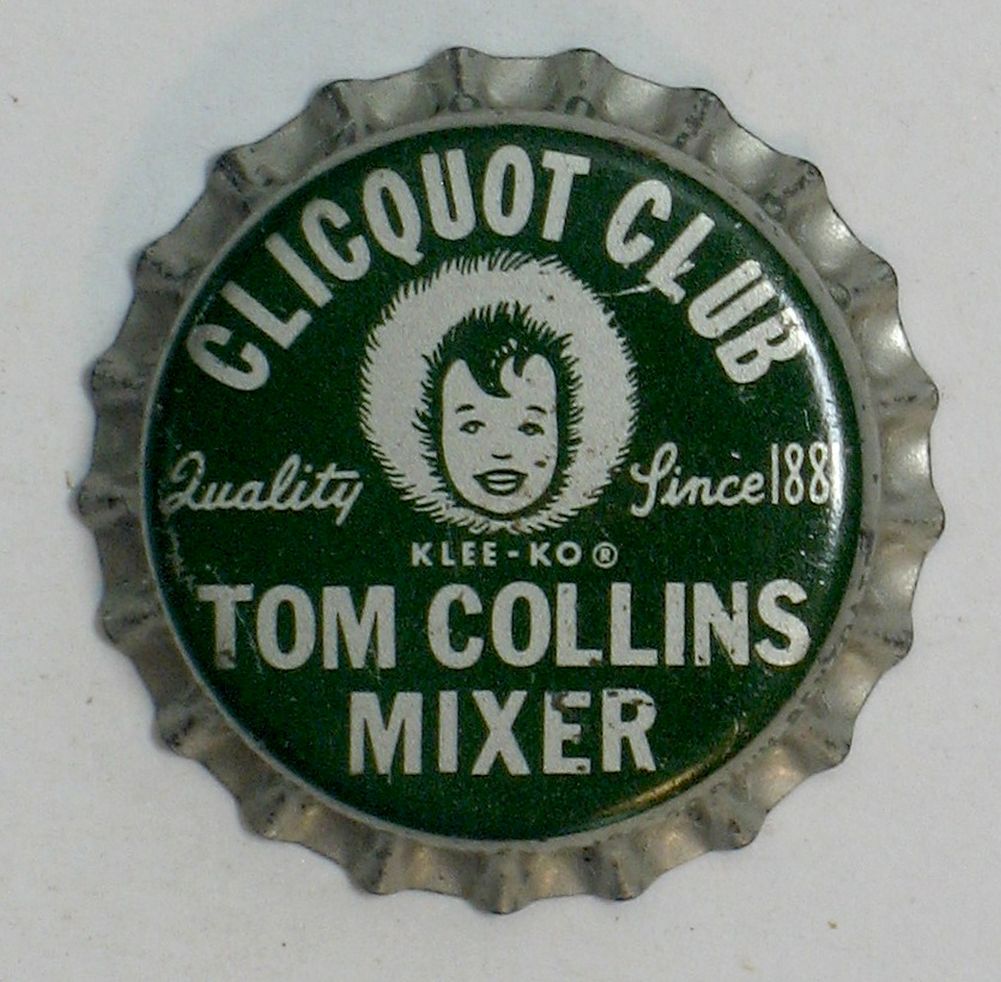 CLICQUOT CLUB
Quality Since 188
KLEE-KO®
TOM COLLINS
MIXER